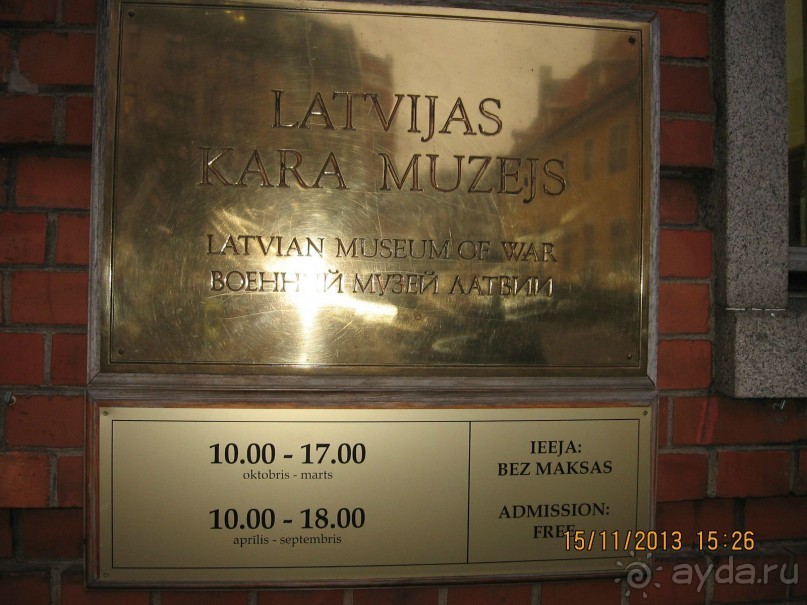 LATVIJAS
KARA MUZEJS
LATVIAN MUSEUM OF WAR
ВОЕННЫЙ МУЗЕЙ ЛАТВИИ
10.00 - 17.00
oktobris - marts
10.00 - 18.00
aprīlis - septembris
IEEJA:
BEZ MAKSAS
ADMISSION:
FREE
15/11/2013 15:26
ayda.ru